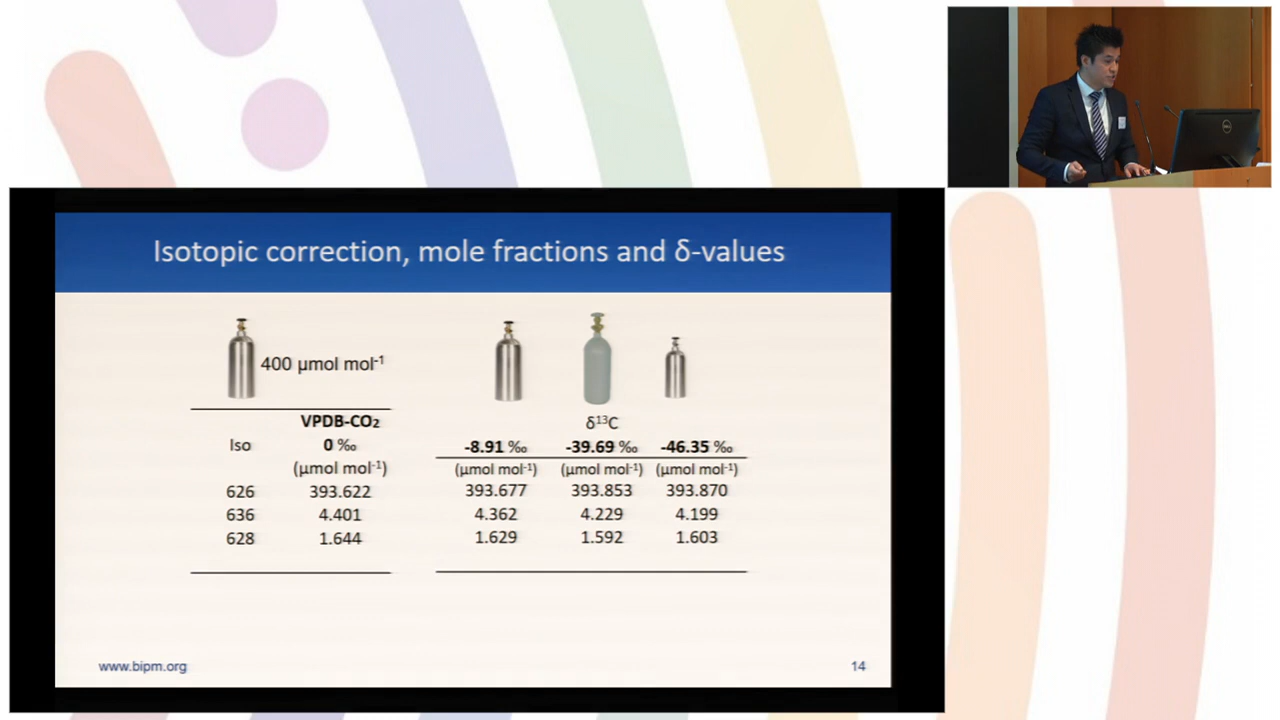 Isotopic correction, mole fractions and δ-values
400 µmol mol⁻¹
VPDB-CO₂
Iso 0 ‰
(µmol mol⁻¹)
626 393.622
636 4.401
628 1.644
δ¹³C
-8.91 ‰ -39.69 ‰ -46.35 ‰
(µmol mol⁻¹) (µmol mol⁻¹) (µmol mol⁻¹)
393.677 393.853 393.870
4.362 4.229 4.199
1.629 1.592 1.603
www.bipm.org 14
DELL